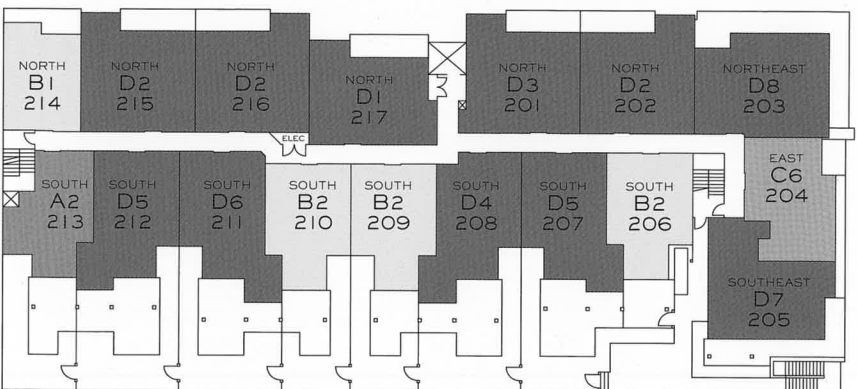 NORTH
B1
214
NORTH
D2
215
NORTH
D2
216
NORTH
D1
217
NORTH
D3
201
NORTH
D2
202
NORTHEAST
D8
203
ELEC
EAST
C6
204
SOUTH
A2
213
SOUTH
D5
212
SOUTH
D6
211
SOUTH
B2
210
SOUTH
B2
209
SOUTH
D4
208
SOUTH
D5
207
SOUTH
B2
206
SOUTHEAST
D7
205